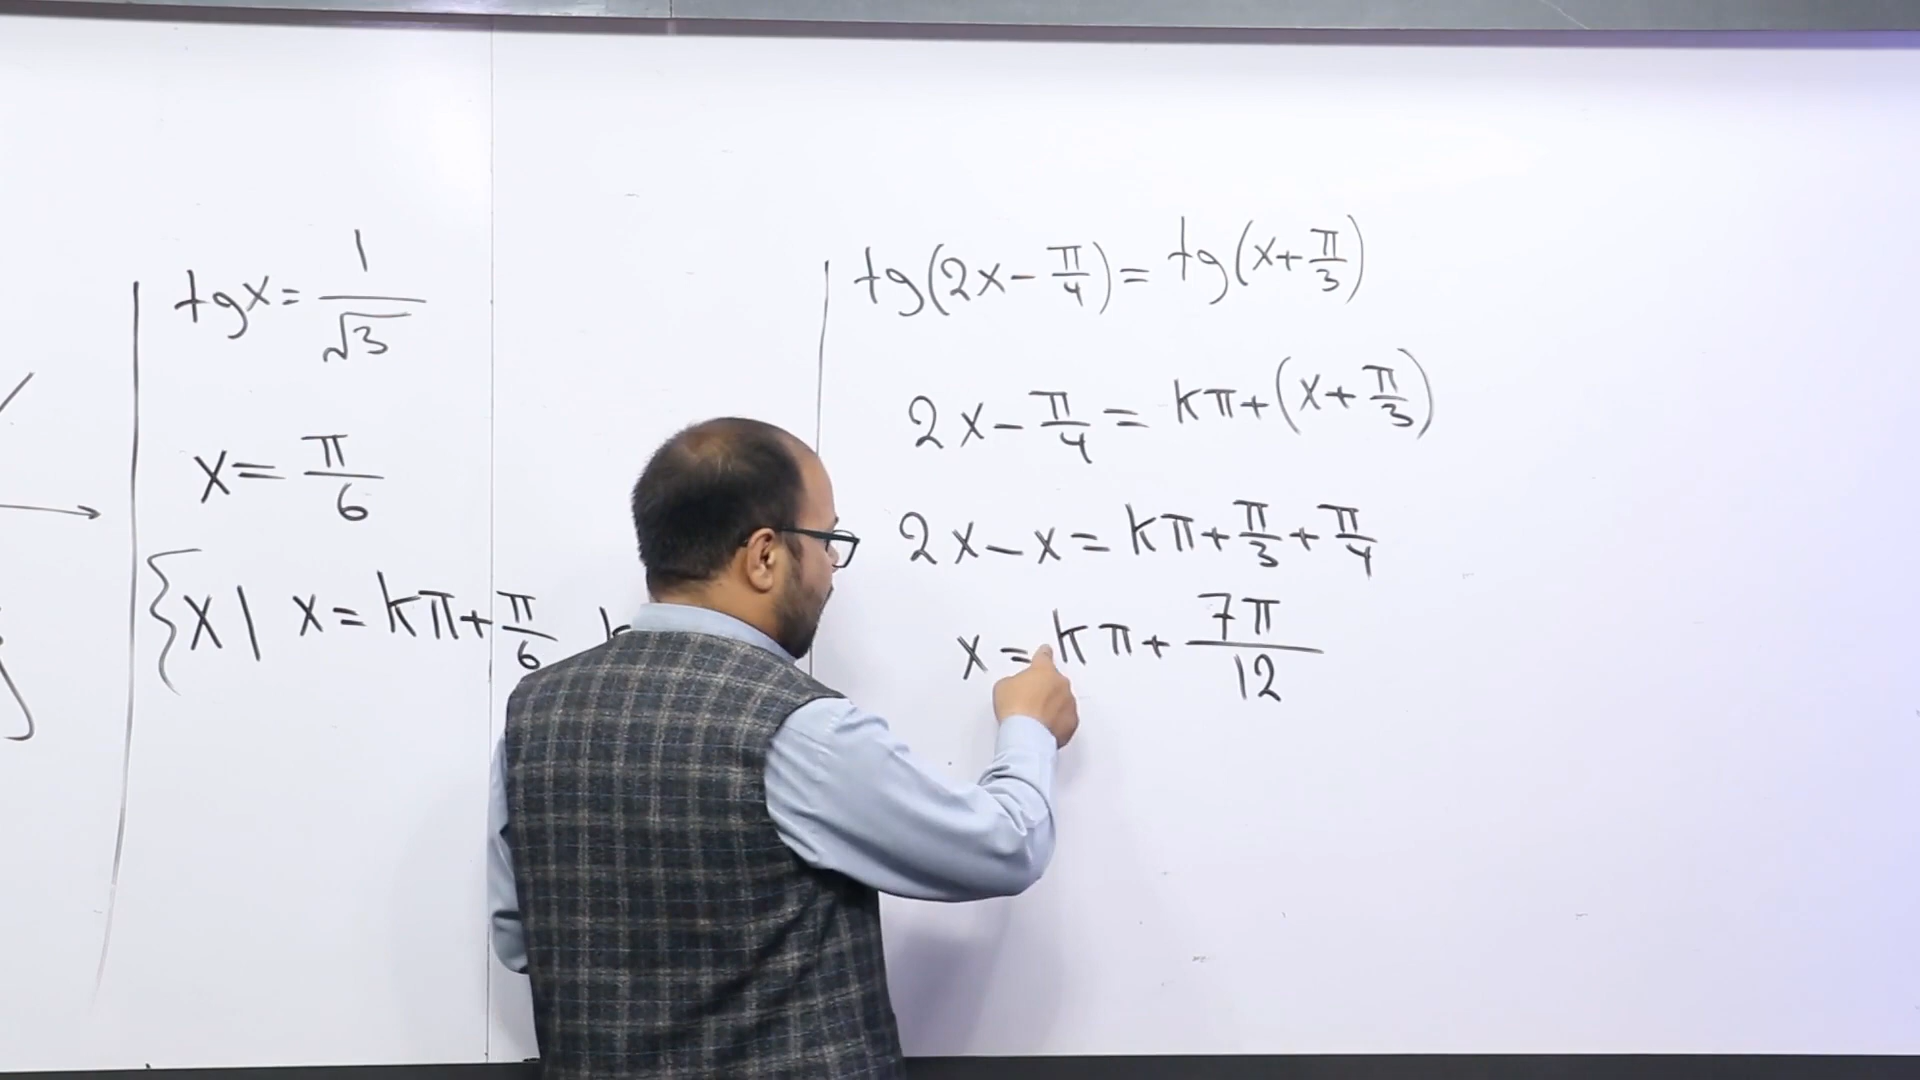 tgx = 1/√3
x = π/6
{x | x = kπ + π/6
tg(2x - π/4) = tg(x + π/3)
2x - π/4 = kπ + (x + π/3)
2x - x = kπ + π/3 + π/4
x = kπ + 7π/12